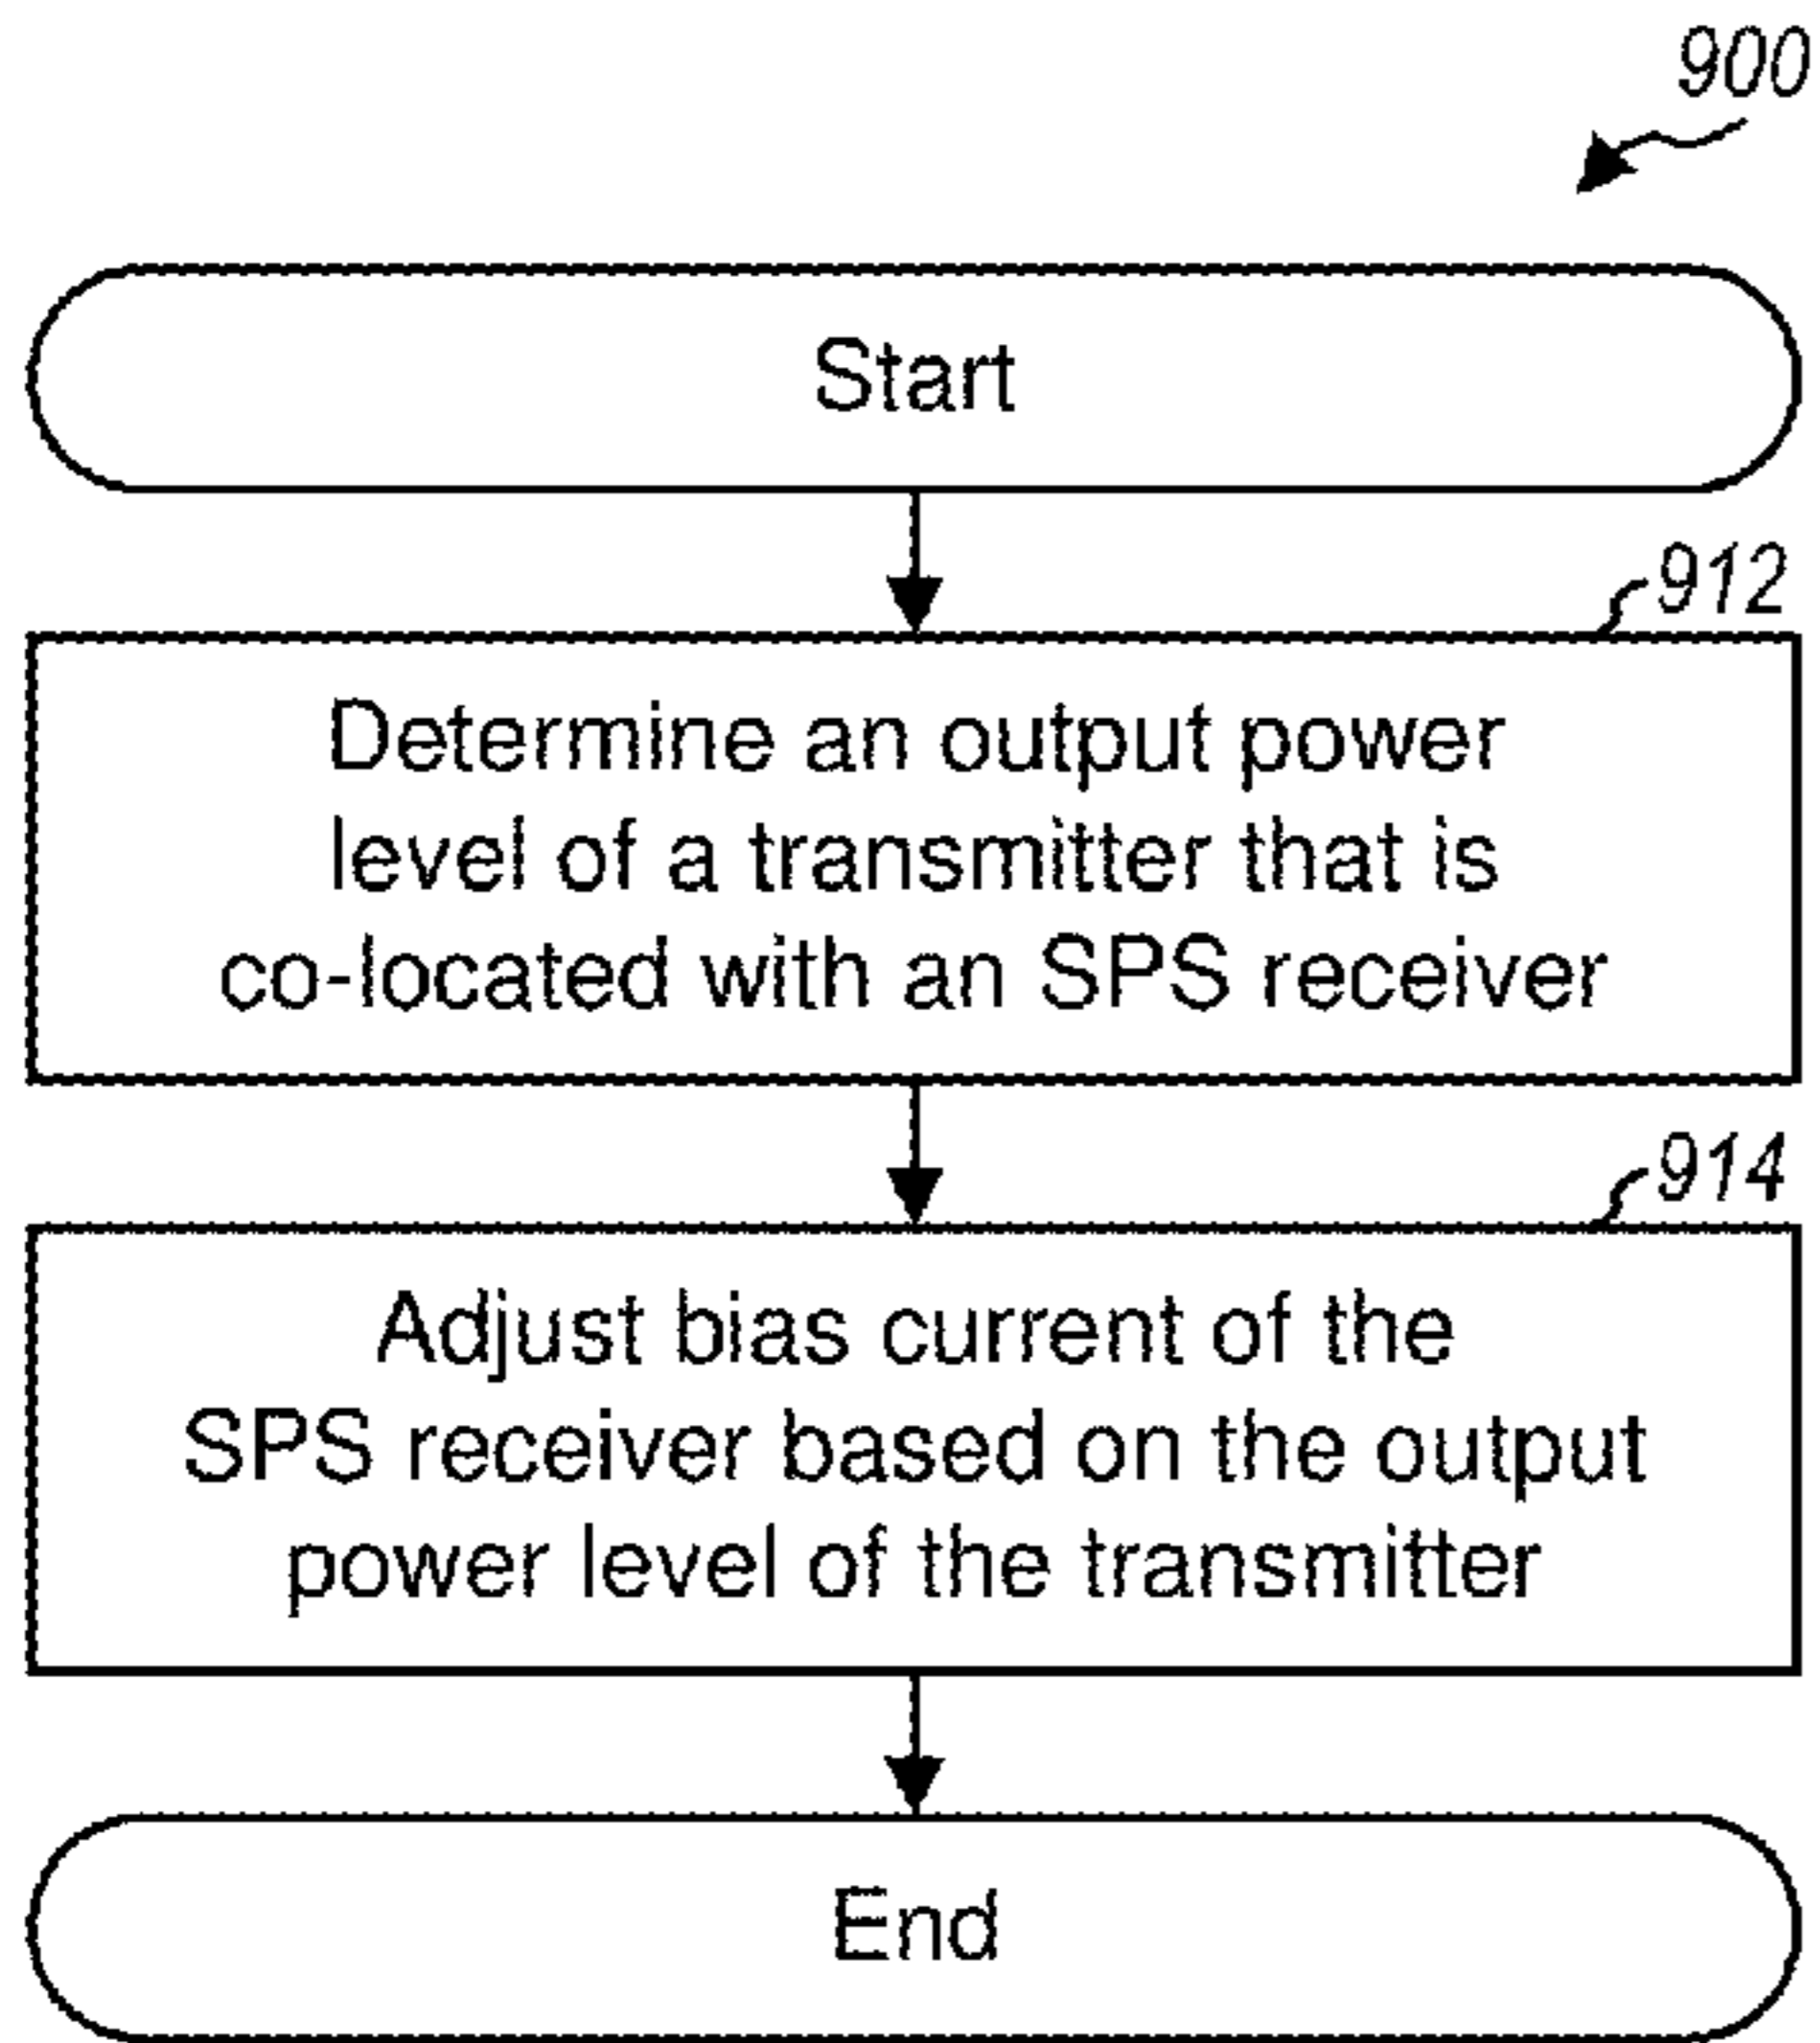 900
Start
912
Determine an output power
level of a transmitter that is
co-located with an SPS receiver
914
Adjust bias current of the
SPS receiver based on the output
power level of the transmitter
End